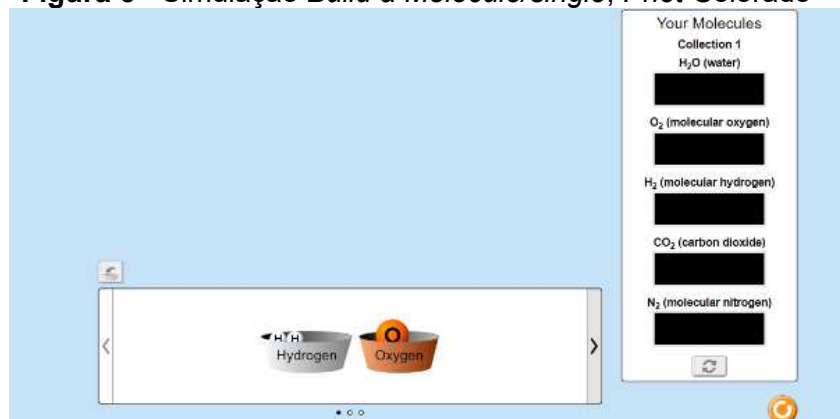 Figura 3 - Simulação Build a Molecule/single, Phet Colorado
Your Molecules
Collection 1
H₂O (water)
O₂ (molecular oxygen)
H₂ (molecular hydrogen)
CO₂ (carbon dioxide)
N₂ (molecular nitrogen)
H H
Hydrogen
O
Oxygen